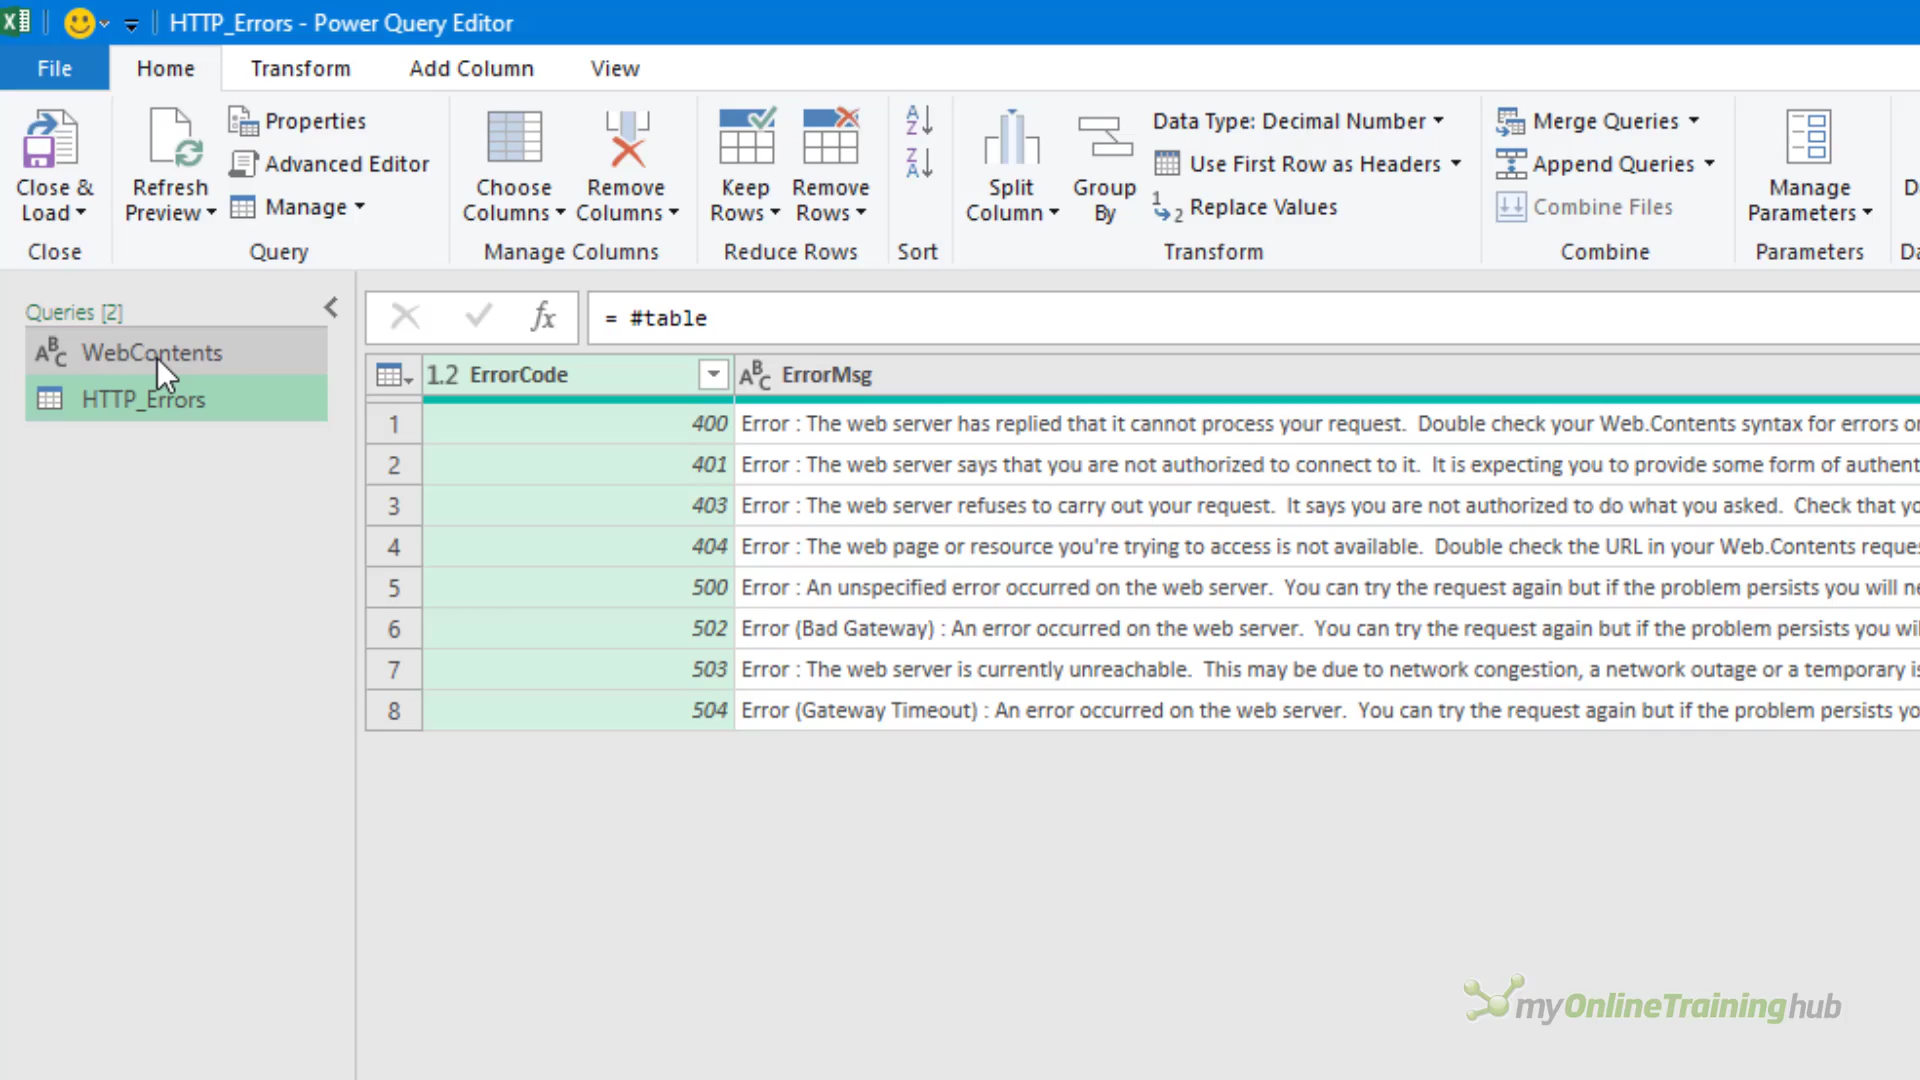 HTTP_Errors - Power Query Editor
File Home Transform Add Column View
Properties
Advanced Editor
Manage
Close & Load
Refresh Preview
Choose Columns
Remove Columns
Keep Rows
Remove Rows
Split Column
Group By
Data Type: Decimal Number
Use First Row as Headers
Replace Values
Merge Queries
Append Queries
Combine Files
Manage Parameters
Close Query Manage Columns Reduce Rows Sort Transform Combine Parameters
Queries [2]
fx = #table
ABC WebContents
HTTP_Errors
1.2 ErrorCode ABC ErrorMsg
1 400 Error : The web server has replied that it cannot process your request. Double check your Web.Contents syntax for errors
2 401 Error : The web server says that you are not authorized to connect to it. It is expecting you to provide some form of
3 403 Error : The web server refuses to carry out your request. It says you are not authorized to do what you asked. Check that
4 404 Error : The web page or resource you're trying to access is not available. Double check the URL in your Web.Contents
5 500 Error : An unspecified error occurred on the web server. You can try the request again but if the problem persists you will
6 502 Error (Bad Gateway) : An error occurred on the web server. You can try the request again but if the problem persists you
7 503 Error : The web server is currently unreachable. This may be due to network congestion, a network outage or a temporary
8 504 Error (Gateway Timeout) : An error occurred on the web server. You can try the request again but if the problem persists
myOnlineTraininghub